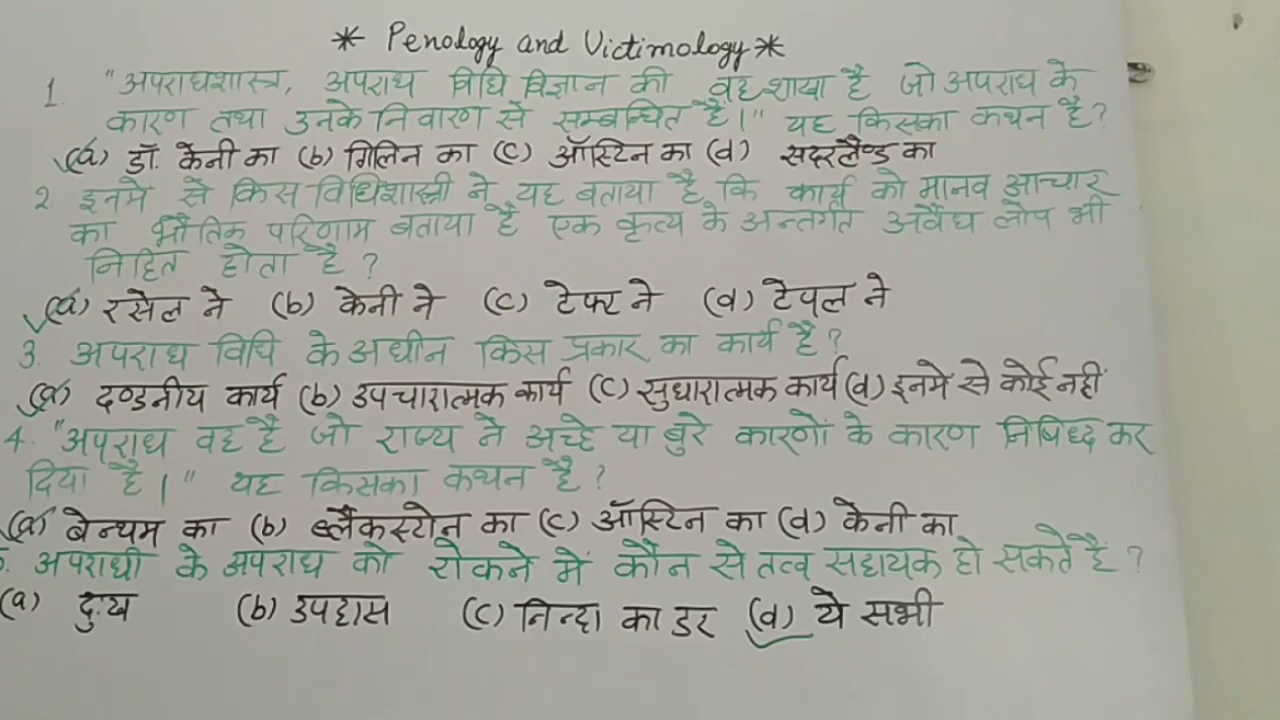 * Penology and Victimology *
1. "अपराधशास्त्र, अपराध विधि विज्ञान की वह शाखा है जो अपराध के
कारण तथा उनके निवारण से सम्बन्धित है।" यह किसका कथन है?
(a) डॉ. केनी का (b) गिलिन का (c) ऑस्टिन का (d) सदरलैण्ड का
2. इनमे से किस विधिशास्त्री ने यह बताया है कि कार्य को मानव आचार
का भौतिक परिणाम बताया है एक कृत्य के अन्तर्गत अवैध लोप भी
निहित होता है?
(a) रसेल ने (b) केनी ने (c) टेफ्ट ने (d) टेपल ने
3. अपराध विधि के अधीन किस प्रकार का कार्य है?
(a) दण्डनीय कार्य (b) उपचारात्मक कार्य (c) सुधारात्मक कार्य (d) इनमे से कोई नहीं
4. "अपराध वह है जो राज्य ने अच्छे या बुरे कारणों के कारण निषिध्द कर
दिया है।" यह किसका कथन है?
(a) बेन्थम का (b) ब्लैकस्टोन का (c) ऑस्टिन का (d) केनी का
5. अपराधी के अपराध को रोकने में कौन से तत्व सहायक हो सकते हैं?
(a) दुःख (b) उपहास (c) निन्दा का डर (d) ये सभी